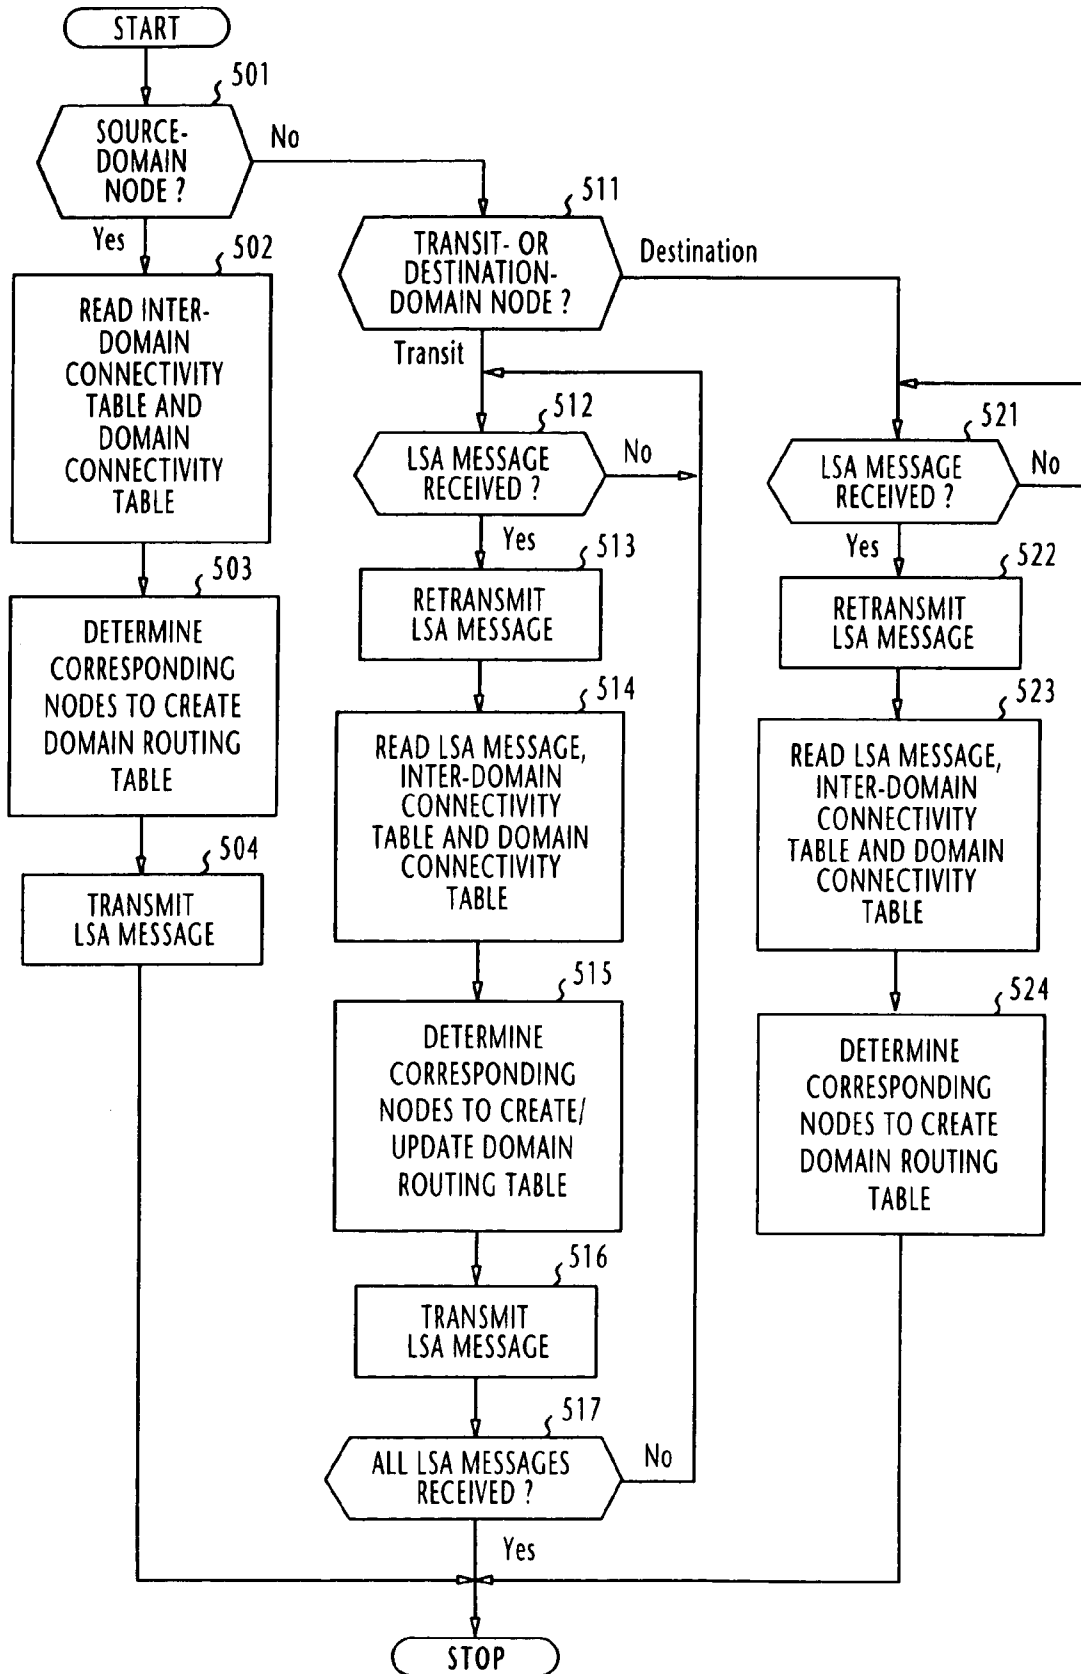 START
501
SOURCE-
DOMAIN
NODE ?
No
Yes
502
READ INTER-
DOMAIN
CONNECTIVITY
TABLE AND
DOMAIN
CONNECTIVITY
TABLE
503
DETERMINE
CORRESPONDING
NODES TO CREATE
DOMAIN ROUTING
TABLE
504
TRANSMIT
LSA MESSAGE
511
TRANSIT- OR
DESTINATION-
DOMAIN NODE ?
Destination
Transit
512
LSA MESSAGE
RECEIVED ?
No
Yes
513
RETRANSMIT
LSA MESSAGE
514
READ LSA MESSAGE,
INTER-DOMAIN
CONNECTIVITY
TABLE AND DOMAIN
CONNECTIVITY
TABLE
515
DETERMINE
CORRESPONDING
NODES TO CREATE/
UPDATE DOMAIN
ROUTING TABLE
516
TRANSMIT
LSA MESSAGE
517
ALL LSA MESSAGES
RECEIVED ?
No
Yes
521
LSA MESSAGE
RECEIVED ?
No
Yes
522
RETRANSMIT
LSA MESSAGE
523
READ LSA MESSAGE,
INTER-DOMAIN
CONNECTIVITY
TABLE AND DOMAIN
CONNECTIVITY
TABLE
524
DETERMINE
CORRESPONDING
NODES TO CREATE
DOMAIN ROUTING
TABLE
STOP